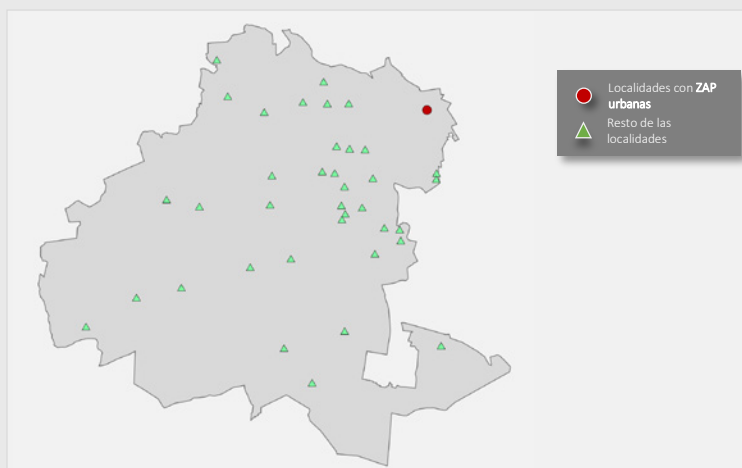 Localidades con ZAP
urbanas
Resto de las
localidades